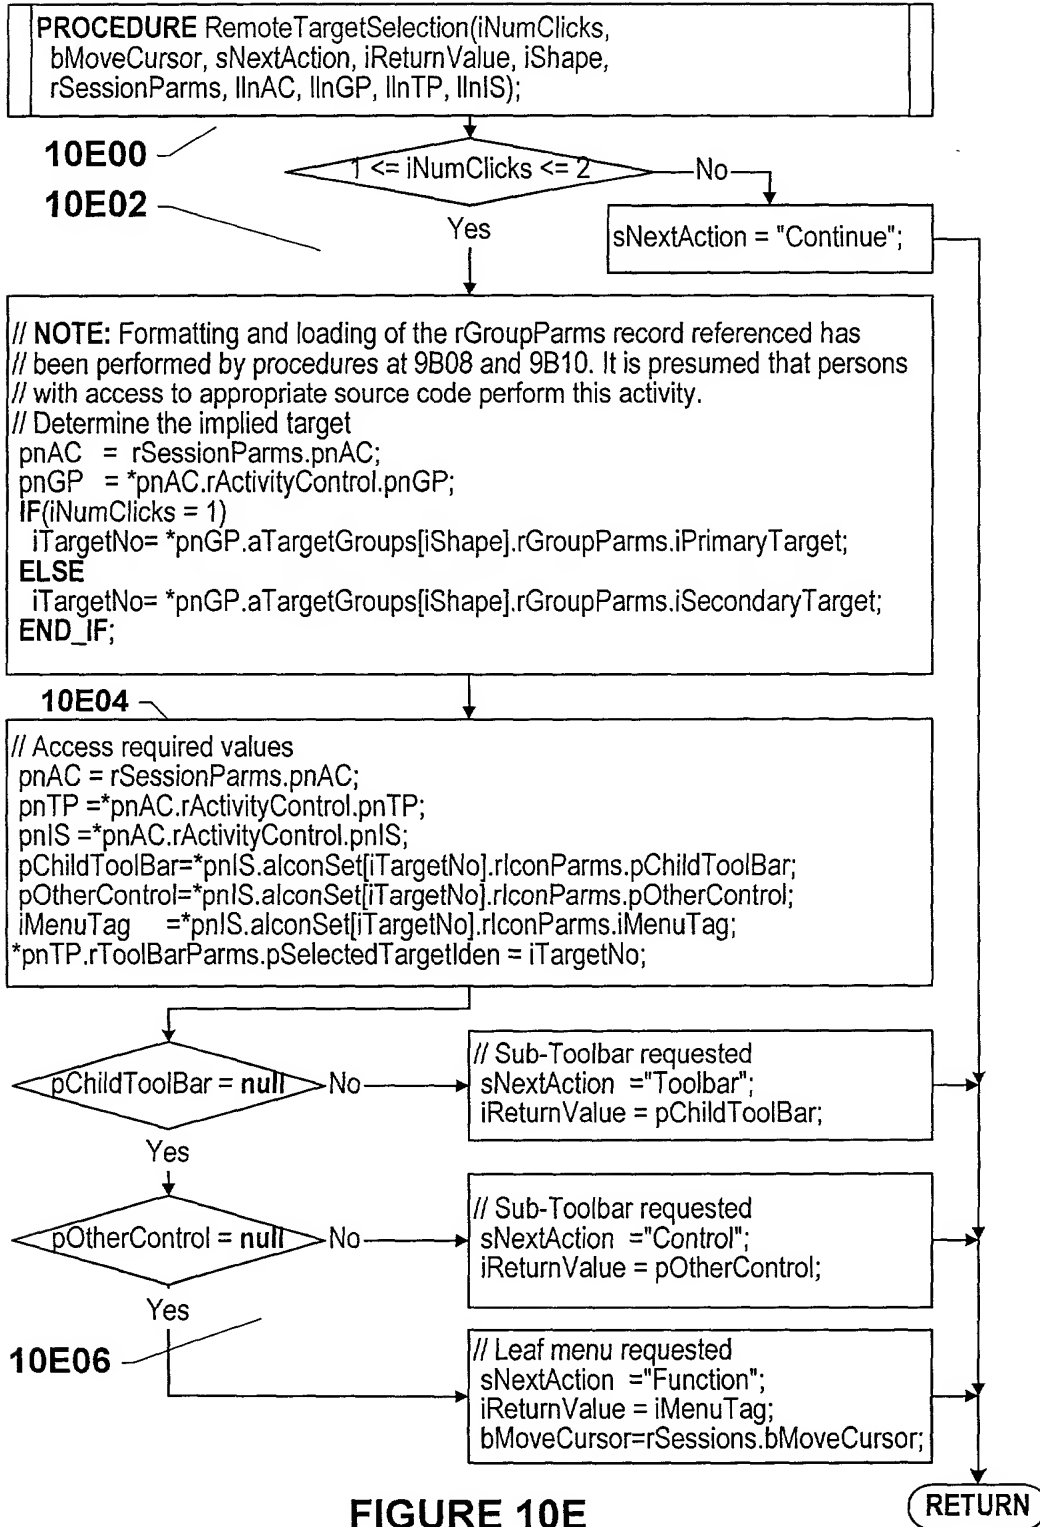 PROCEDURE RemoteTargetSelection(iNumClicks,
bMoveCursor, sNextAction, iReturnValue, iShape,
rSessionParms, llnAC, llnGP, llnTP, llnIS);
10E00
1 <= iNumClicks <= 2
No
10E02
Yes
sNextAction = "Continue";
// NOTE: Formatting and loading of the rGroupParms record referenced has
// been performed by procedures at 9B08 and 9B10. It is presumed that persons
// with access to appropriate source code perform this activity.
// Determine the implied target
pnAC = rSessionParms.pnAC;
pnGP = *pnAC.rActivityControl.pnGP;
IF(iNumClicks = 1)
iTargetNo= *pnGP.aTargetGroups[iShape].rGroupParms.iPrimaryTarget;
ELSE
iTargetNo= *pnGP.aTargetGroups[iShape].rGroupParms.iSecondaryTarget;
END_IF;
10E04
// Access required values
pnAC = rSessionParms.pnAC;
pnTP =*pnAC.rActivityControl.pnTP;
pnIS =*pnAC.rActivityControl.pnIS;
pChildToolBar=*pnIS.aIconSet[iTargetNo].rIconParms.pChildToolBar;
pOtherControl=*pnIS.aIconSet[iTargetNo].rIconParms.pOtherControl;
iMenuTag =*pnIS.aIconSet[iTargetNo].rIconParms.iMenuTag;
*pnTP.rToolBarParms.pSelectedTargetIden = iTargetNo;
pChildToolBar = null
No
// Sub-Toolbar requested
sNextAction ="Toolbar";
iReturnValue = pChildToolBar;
Yes
pOtherControl = null
No
// Sub-Toolbar requested
sNextAction ="Control";
iReturnValue = pOtherControl;
Yes
10E06
// Leaf menu requested
sNextAction ="Function";
iReturnValue = iMenuTag;
bMoveCursor=rSessions.bMoveCursor;
RETURN
FIGURE 10E